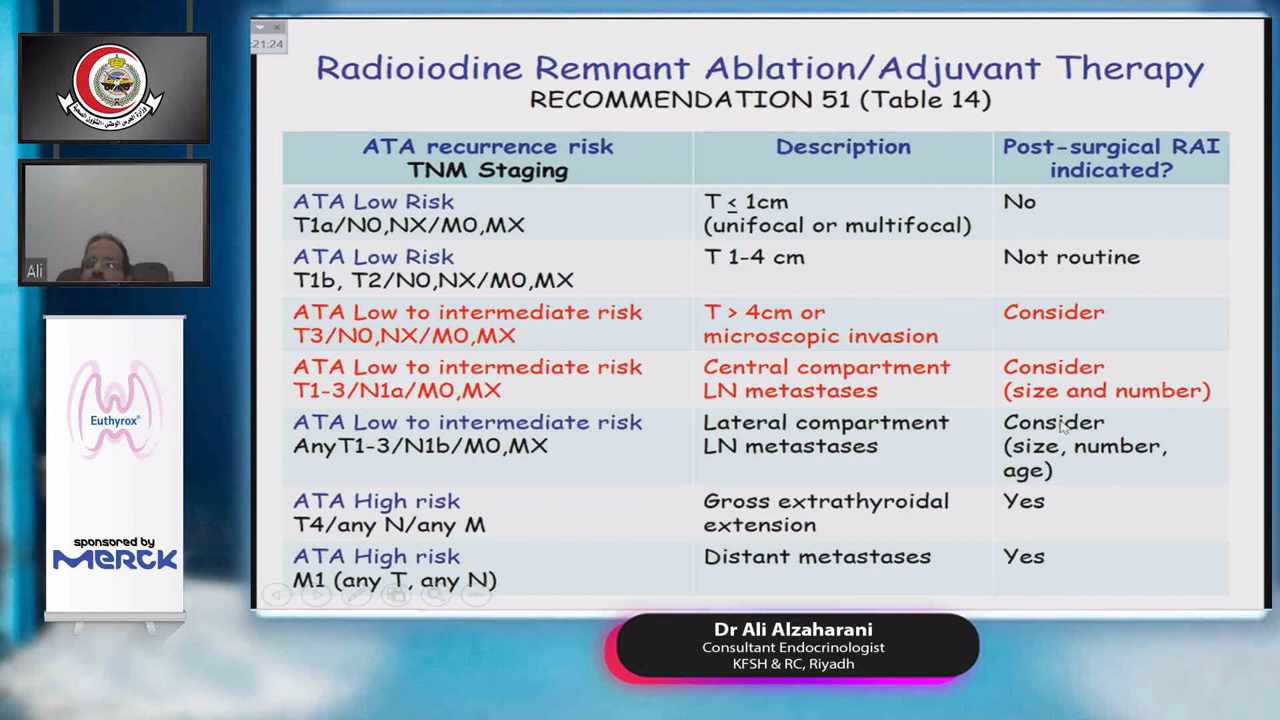 :21:24
Radioiodine Remnant Ablation/Adjuvant Therapy
RECOMMENDATION 51 (Table 14)
ATA recurrence risk
TNM Staging
Description
Post-surgical RAI
indicated?
ATA Low Risk
T1a/N0,NX/M0,MX
T ≤ 1cm
(unifocal or multifocal)
No
ATA Low Risk
T1b, T2/N0,NX/M0,MX
T 1-4 cm
Not routine
ATA Low to intermediate risk
T3/N0,NX/M0,MX
T > 4cm or
microscopic invasion
Consider
ATA Low to intermediate risk
T1-3/N1a/M0,MX
Central compartment
LN metastases
Consider
(size and number)
ATA Low to intermediate risk
AnyT1-3/N1b/M0,MX
Lateral compartment
LN metastases
Consider
(size, number,
age)
ATA High risk
T4/any N/any M
Gross extrathyroidal
extension
Yes
ATA High risk
M1 (any T, any N)
Distant metastases
Yes
Ali
Euthyrox®
sponsored by
MERCK
Dr Ali Alzaharani
Consultant Endocrinologist
KFSH & RC, Riyadh